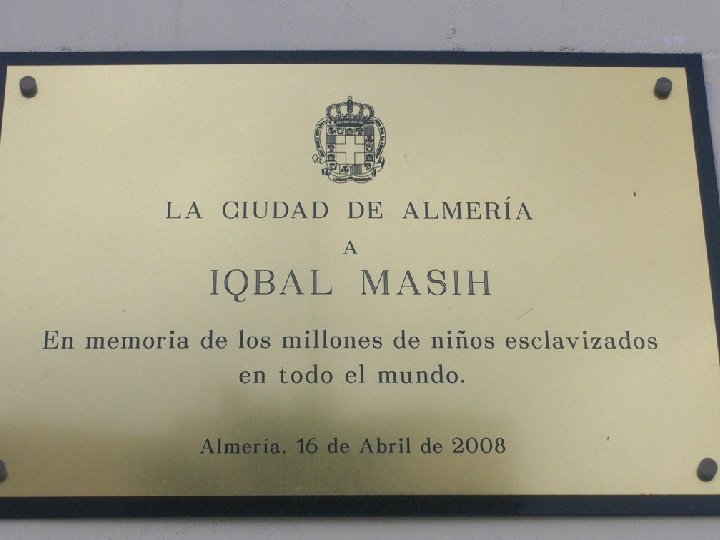 LA CIUDAD DE ALMERÍA
A
IQBAL MASIH
En memoria de los millones de niños esclavizados
en todo el mundo.
Almería, 16 de Abril de 2008